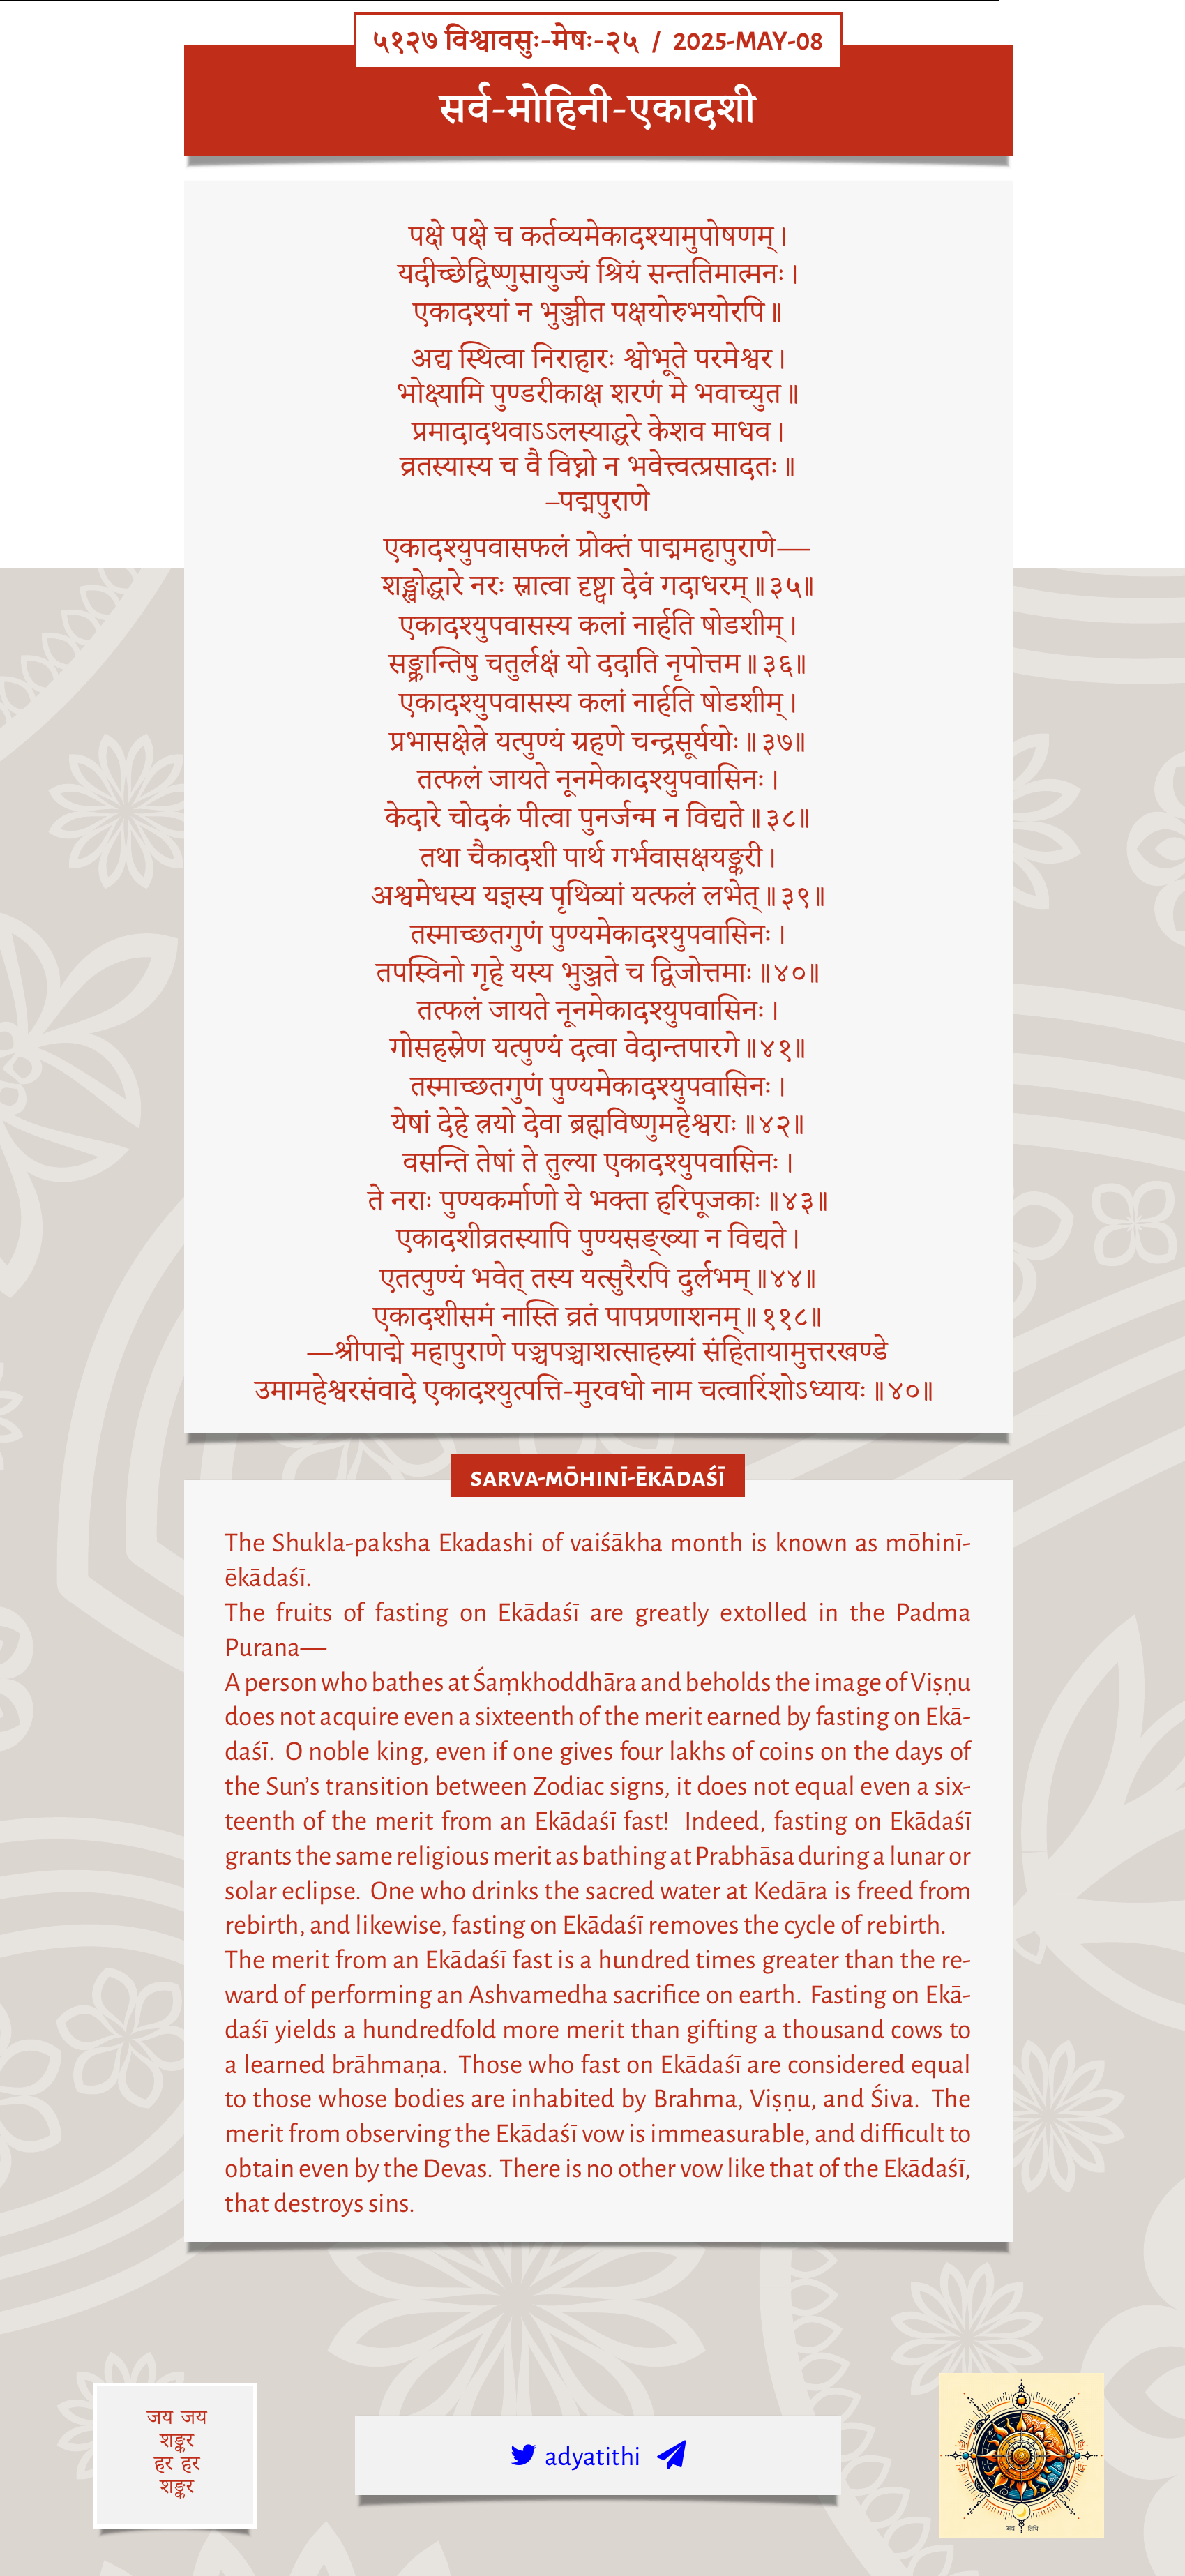 ५१२७ विश्वावसुः-मेषः-२५ / 2025-MAY-08
सर्व-मोहिनी-एकादशी
पक्षे पक्षे च कर्तव्यमेकादश्यामुपोषणम्।
यदीच्छेद्विष्णुसायुज्यं श्रियं सन्ततिमात्मनः।
एकादश्यां न भुञ्जीत पक्षयोरुभयोरपि॥
अद्य स्थित्वा निराहारः श्वोभूते परमेश्वर।
भोक्ष्यामि पुण्डरीकाक्ष शरणं मे भवाच्युत॥
प्रमादादथवाऽऽलस्याद्धरे केशव माधव।
व्रतस्यास्य च वै विघ्नो न भवेत्त्वत्प्रसादतः॥
–पद्मपुराणे
एकादश्युपवासफलं प्रोक्तं पाद्ममहापुराणे—
शङ्खोद्धारे नरः स्नात्वा दृष्ट्वा देवं गदाधरम्॥३५॥
एकादश्युपवासस्य कलां नार्हति षोडशीम्।
सङ्क्रान्तिषु चतुर्लक्षं यो ददाति नृपोत्तम॥३६॥
एकादश्युपवासस्य कलां नार्हति षोडशीम्।
प्रभासक्षेत्रे यत्पुण्यं ग्रहणे चन्द्रसूर्ययोः॥३७॥
तत्फलं जायते नूनमेकादश्युपवासिनः।
केदारे चोदकं पीत्वा पुनर्जन्म न विद्यते॥३८॥
तथा चैकादशी पार्थ गर्भवासक्षयङ्करी।
अश्वमेधस्य यज्ञस्य पृथिव्यां यत्फलं लभेत्॥३९॥
तस्माच्छतगुणं पुण्यमेकादश्युपवासिनः।
तपस्विनो गृहे यस्य भुञ्जते च द्विजोत्तमाः॥४०॥
तत्फलं जायते नूनमेकादश्युपवासिनः।
गोसहस्रेण यत्पुण्यं दत्वा वेदान्तपारगे॥४१॥
तस्माच्छतगुणं पुण्यमेकादश्युपवासिनः।
येषां देहे त्रयो देवा ब्रह्मविष्णुमहेश्वराः॥४२॥
वसन्ति तेषां ते तुल्या एकादश्युपवासिनः।
ते नराः पुण्यकर्माणो ये भक्ता हरिपूजकाः॥४३॥
एकादशीव्रतस्यापि पुण्यसङ्ख्या न विद्यते।
एतत्पुण्यं भवेत् तस्य यत्सुरैरपि दुर्लभम्॥४४॥
एकादशीसमं नास्ति व्रतं पापप्रणाशनम्॥११८॥
—श्रीपाद्मे महापुराणे पञ्चपञ्चाशत्साहस्र्यां संहितायामुत्तरखण्डे
उमामहेश्वरसंवादे एकादश्युत्पत्ति-मुरवधो नाम चत्वारिंशोऽध्यायः॥४०॥
SARVA-MŌHINĪ-ĒKĀDAŚĪ
The Shukla-paksha Ekadashi of vaiśākha month is known as mōhinī-
ēkādaśī.
The fruits of fasting on Ekādaśī are greatly extolled in the Padma
Purana—
A person who bathes at Śaṃkhoddhāra and beholds the image of Viṣṇu
does not acquire even a sixteenth of the merit earned by fasting on Ekā-
daśī. O noble king, even if one gives four lakhs of coins on the days of
the Sun's transition between Zodiac signs, it does not equal even a six-
teenth of the merit from an Ekādaśī fast! Indeed, fasting on Ekādaśī
grants the same religious merit as bathing at Prabhāsa during a lunar or
solar eclipse. One who drinks the sacred water at Kedāra is freed from
rebirth, and likewise, fasting on Ekādaśī removes the cycle of rebirth.
The merit from an Ekādaśī fast is a hundred times greater than the re-
ward of performing an Ashvamedha sacrifice on earth. Fasting on Ekā-
daśī yields a hundredfold more merit than gifting a thousand cows to
a learned brāhmaṇa. Those who fast on Ekādaśī are considered equal
to those whose bodies are inhabited by Brahma, Viṣṇu, and Śiva. The
merit from observing the Ekādaśī vow is immeasurable, and difficult to
obtain even by the Devas. There is no other vow like that of the Ekādaśī,
that destroys sins.
जय जय
शङ्कर
हर हर
शङ्कर
adyatithi
अद्य तिथिः